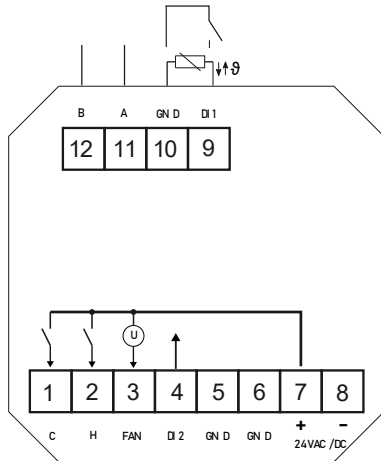 ϑ
B A GND DI1
12 11 10 9
U
1 2 3 4 5 6 7 8
+ −
C H FAN DI2 GND GND 24VAC/DC